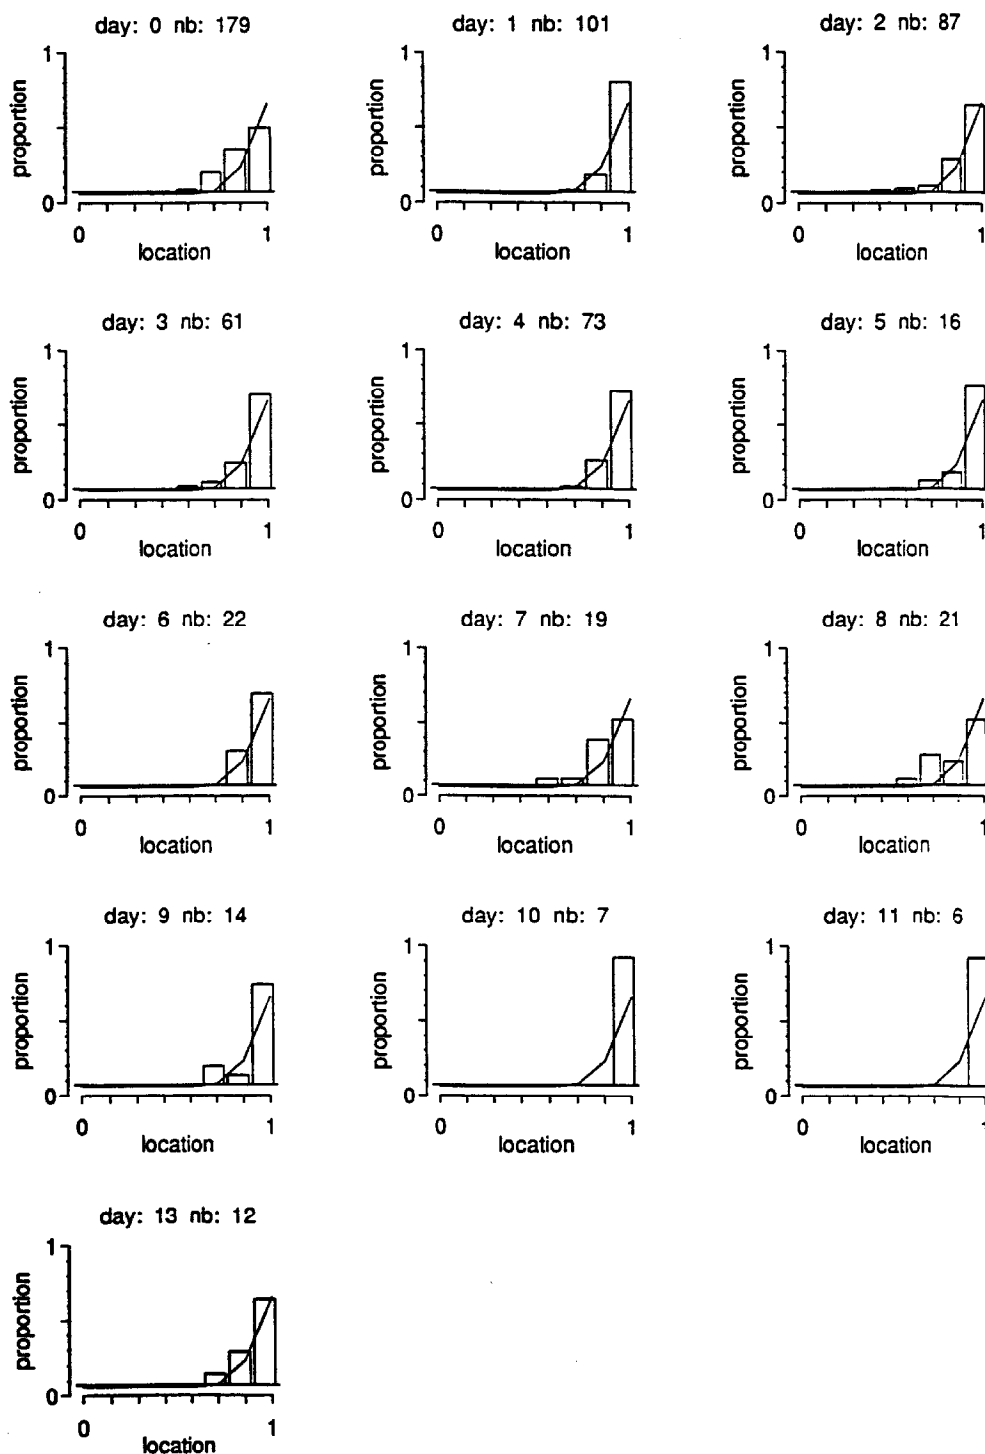 day: 0 nb: 179
1
proportion
0
0
1
location
day: 1 nb: 101
1
proportion
0
0
1
location
day: 2 nb: 87
1
proportion
0
0
1
location
day: 3 nb: 61
1
proportion
0
0
1
location
day: 4 nb: 73
1
proportion
0
0
1
location
day: 5 nb: 16
1
proportion
0
0
1
location
day: 6 nb: 22
1
proportion
0
0
1
location
day: 7 nb: 19
1
proportion
0
0
1
location
day: 8 nb: 21
1
proportion
0
0
1
location
day: 9 nb: 14
1
proportion
0
0
1
location
day: 10 nb: 7
1
proportion
0
0
1
location
day: 11 nb: 6
1
proportion
0
0
1
location
day: 13 nb: 12
1
proportion
0
0
1
location